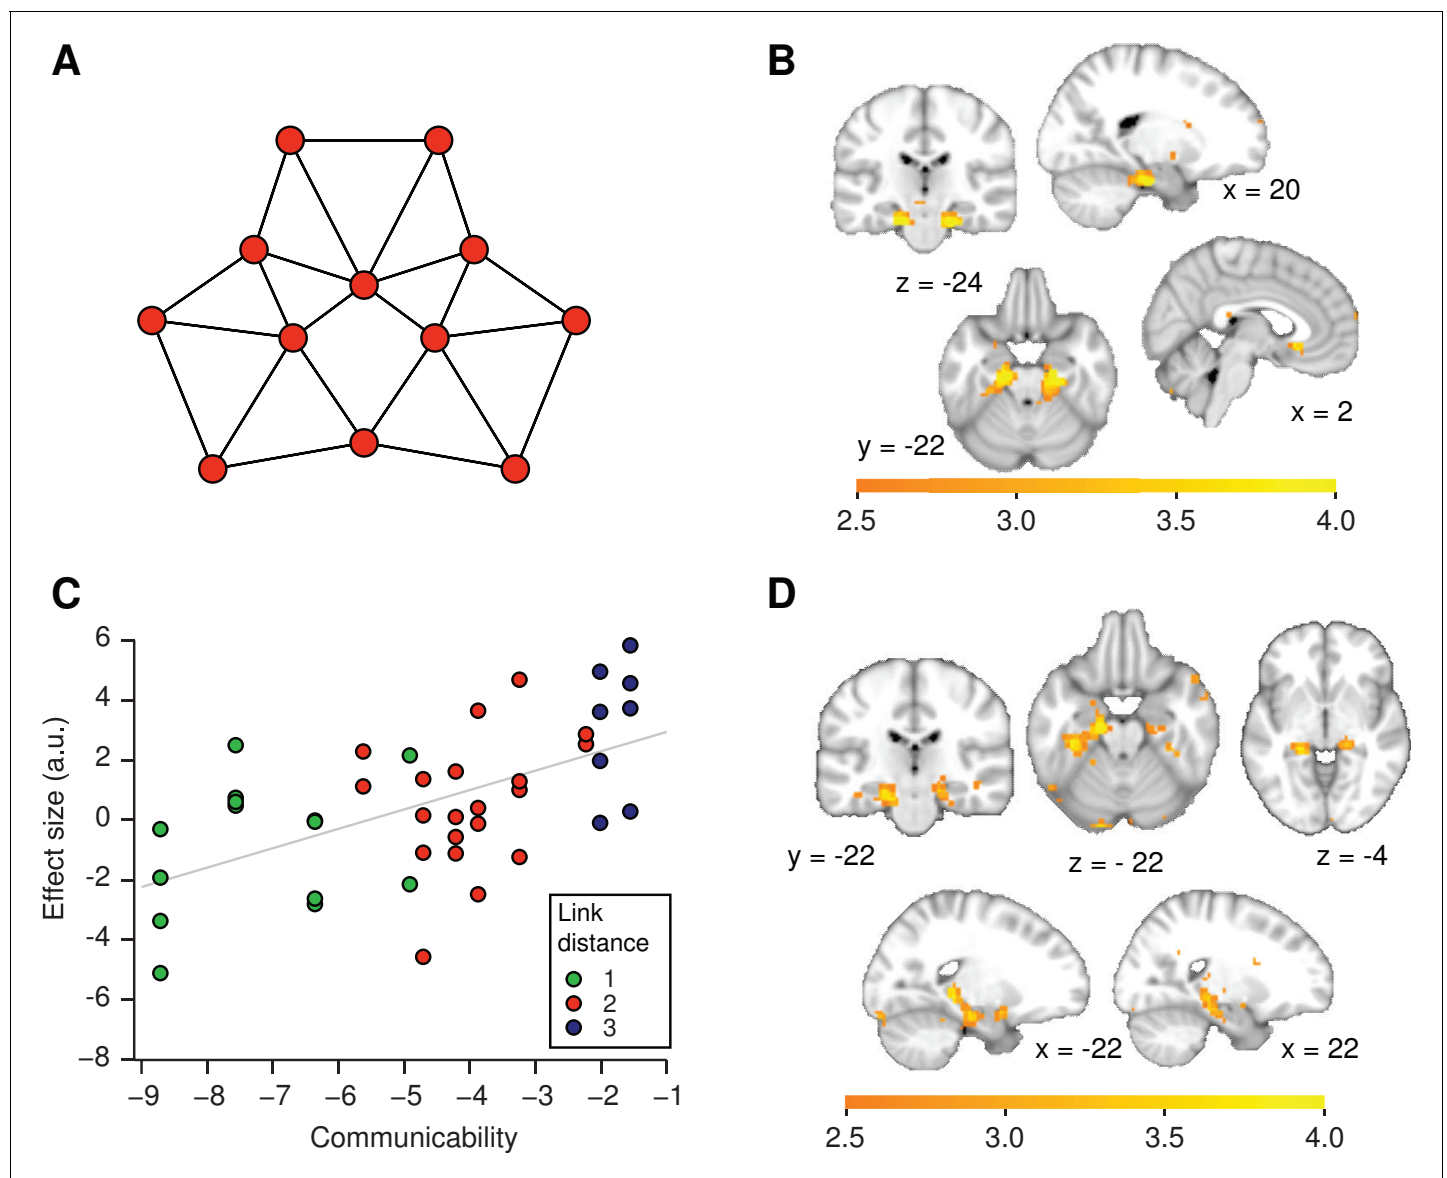 A
B
x = 20
z = -24
x = 2
y = -22
2.5 3.0 3.5 4.0
C
6
4
2
0
-2
-4
-6
−8
Effect size (a.u.)
Link
distance
1
2
3
−9 −8 −7 −6 −5 −4 −3 −2 −1
Communicability
D
y = -22
z = - 22
z = -4
x = -22
x = 22
2.5 3.0 3.5 4.0